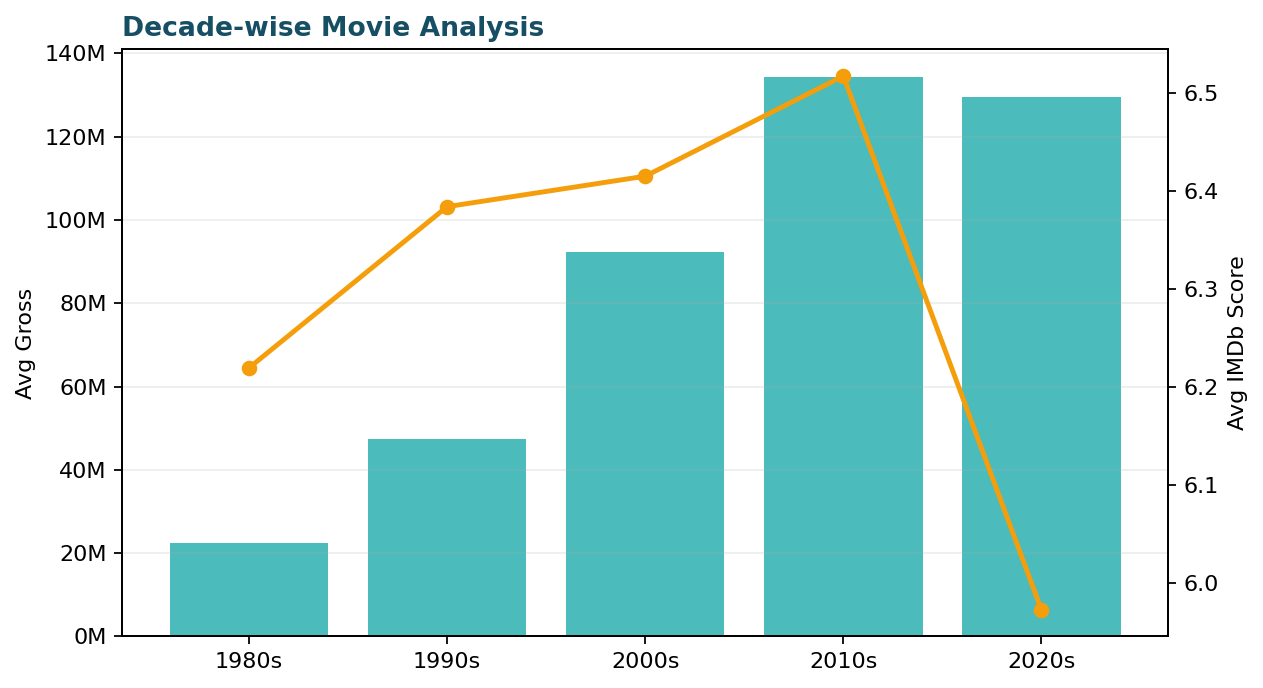 Decade-wise Movie Analysis
140M
120M
100M
80M
60M
40M
20M
0M
Avg Gross
6.5
6.4
6.3
6.2
6.1
6.0
Avg IMDb Score
1980s 1990s 2000s 2010s 2020s